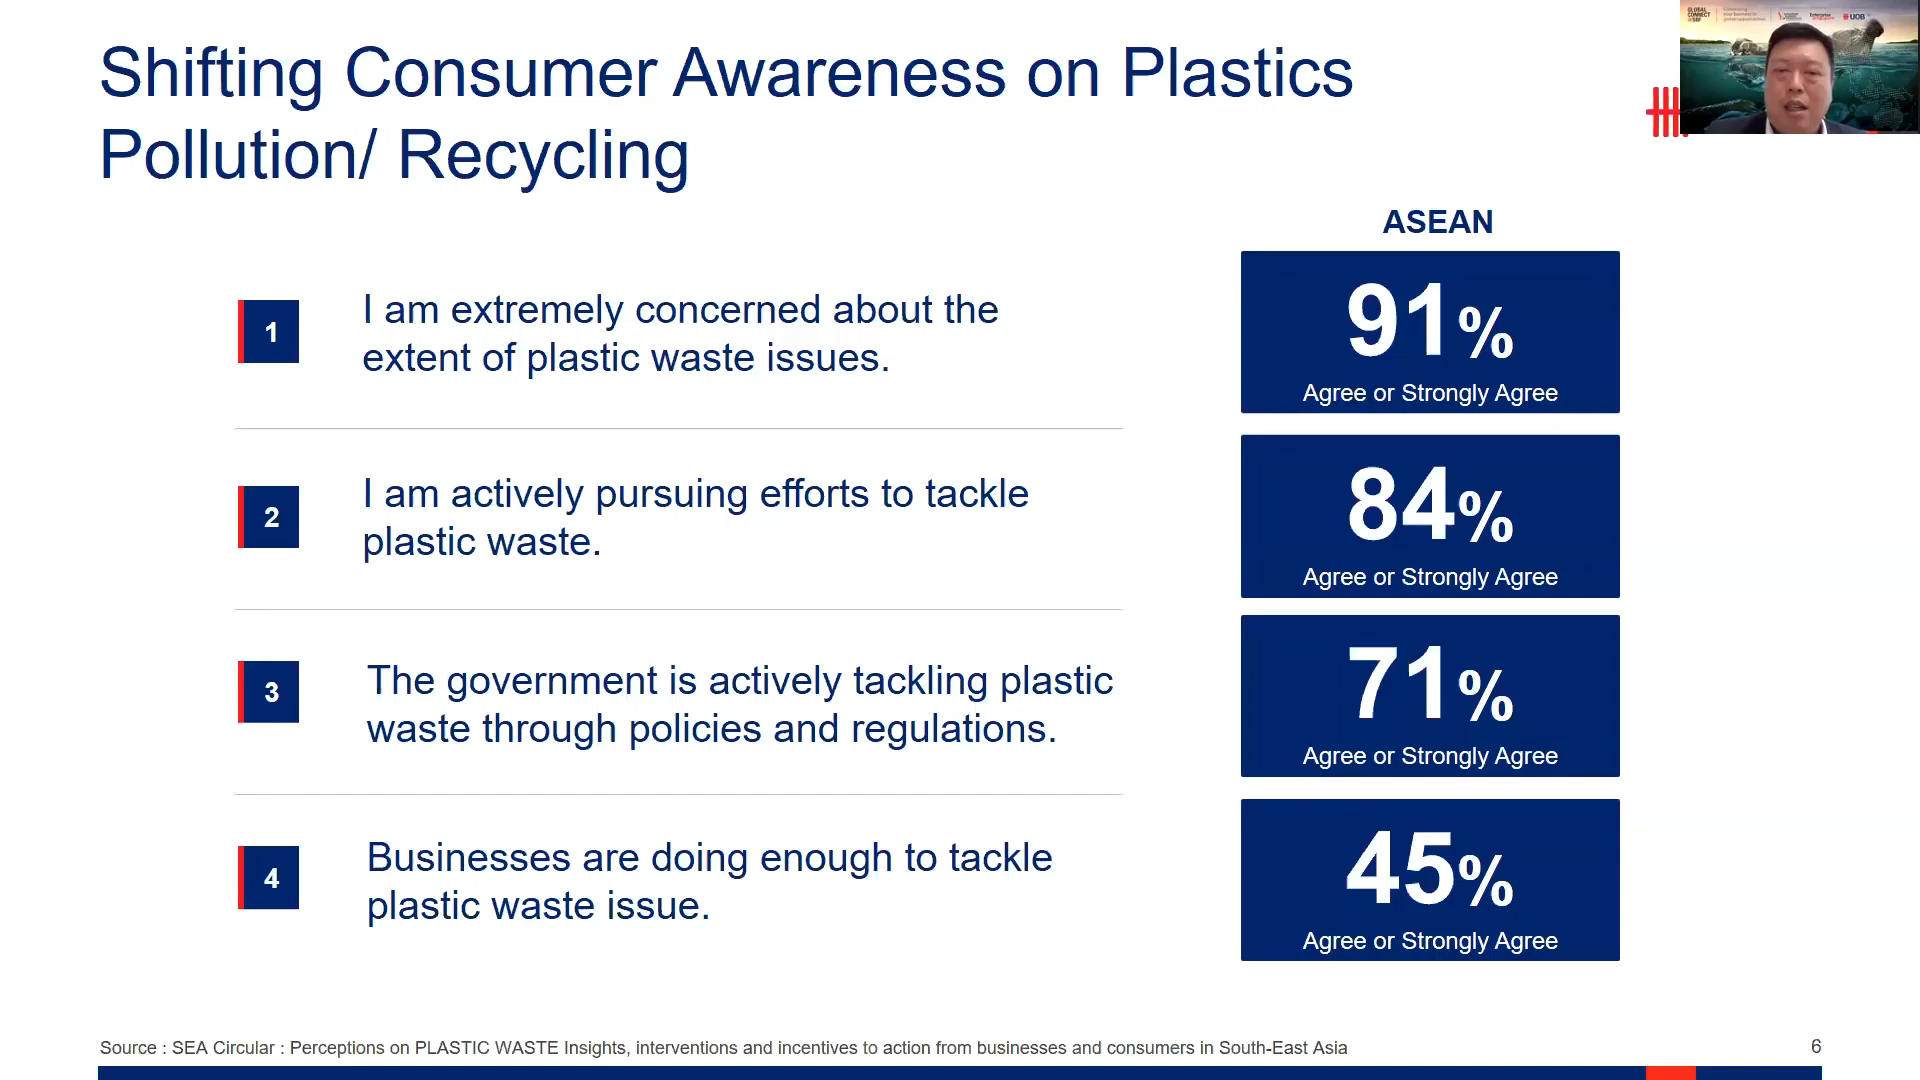 Shifting Consumer Awareness on Plastics
Pollution/ Recycling
GLOBAL
CONNECT
@SBF
UOB
ASEAN
1
I am extremely concerned about the
extent of plastic waste issues.
91%
Agree or Strongly Agree
2
I am actively pursuing efforts to tackle
plastic waste.
84%
Agree or Strongly Agree
3
The government is actively tackling plastic
waste through policies and regulations.
71%
Agree or Strongly Agree
4
Businesses are doing enough to tackle
plastic waste issue.
45%
Agree or Strongly Agree
Source : SEA Circular : Perceptions on PLASTIC WASTE Insights, interventions and incentives to action from businesses and consumers in South-East Asia
6